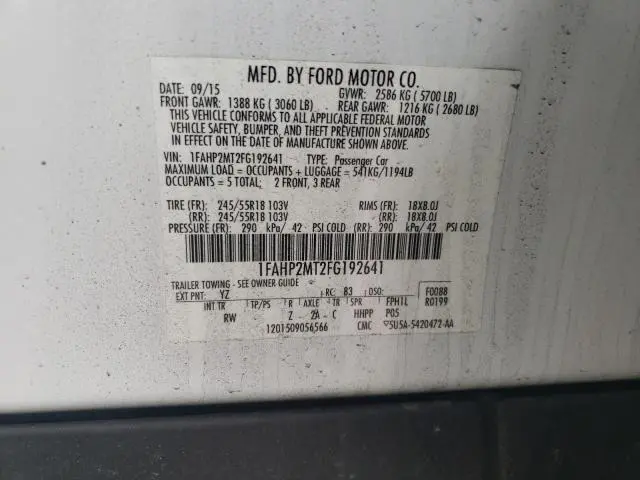 MFD. BY FORD MOTOR CO.
DATE: 09/15 GVWR: 2586 KG ( 5700 LB)
FRONT GAWR: 1388 KG ( 3060 LB) REAR GAWR: 1216 KG ( 2680 LB)
THIS VEHICLE CONFORMS TO ALL APPLICABLE FEDERAL MOTOR
VEHICLE SAFETY, BUMPER, AND THEFT PREVENTION STANDARDS
IN EFFECT ON THE DATE OF MANUFACTURE SHOWN ABOVE.
VIN: 1FAHP2MT2FG192641 TYPE: Passenger Car
MAXIMUM LOAD = OCCUPANTS + LUGGAGE = 541KG/1194LB
OCCUPANTS = 5 TOTAL; 2 FRONT, 3 REAR
TIRE (FR): 245/55R18 103V RIMS (FR): 18X8.0J
(RR): 245/55R18 103V (RR): 18X8.0J
PRESSURE (FR): 290 kPa/ 42 PSI COLD (RR): 290 kPa/ 42 PSI COLD
1FAHP2MT2FG192641
TRAILER TOWING - SEE OWNER GUIDE
EXT PNT: YZ RC: 83 DSO: F0088
INT TR TP/PS R AXLE TR SPR FPH1L R0199
RW Z 2A C HHPP POS
1201509056566 CMC 5U5A-5420472-AA